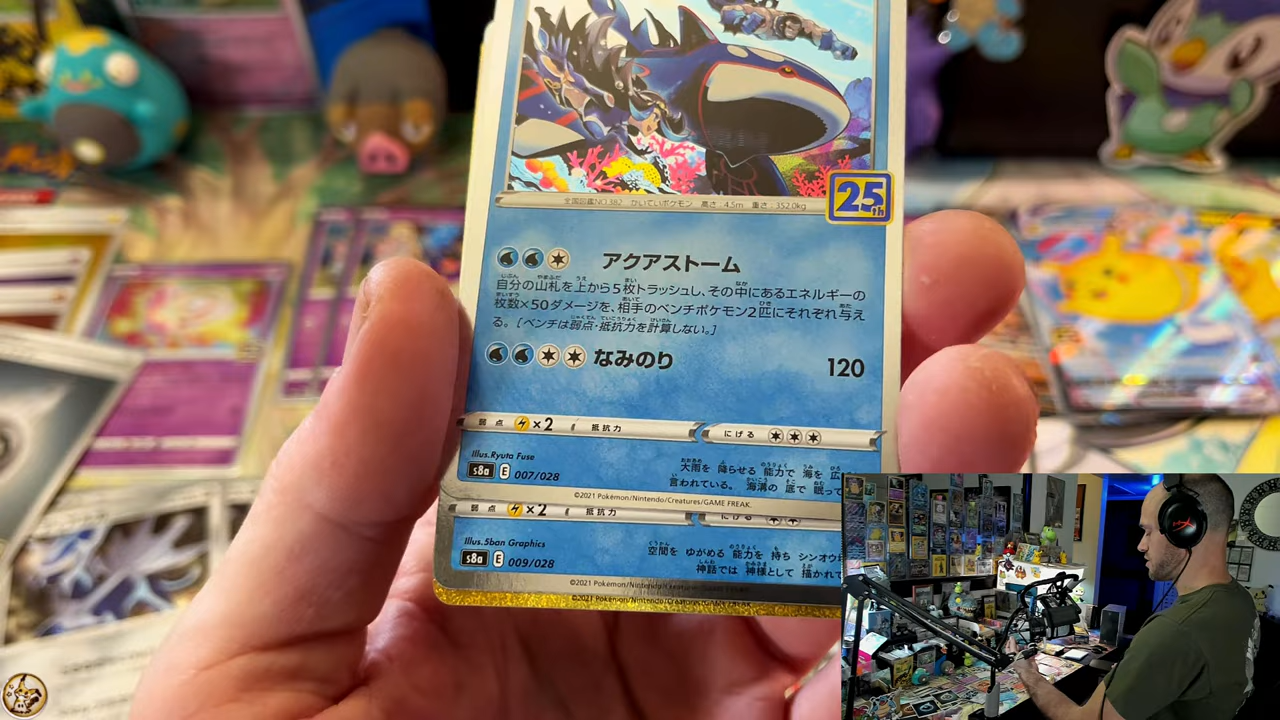 全国図鑑NO.382 かいていポケモン 高さ:4.5m 重さ:352.0kg
25th
アクアストーム
自分の山札を上から5枚トラッシュし、その中にあるエネルギーの
枚数×50ダメージを、相手のベンチポケモン2匹にそれぞれ与え
る。[ベンチは弱点・抵抗力を計算しない。]
なみのり 120
弱点 ×2 抵抗力 にげる
Illus.Ryuta Fuse
大雨を 降らせる 能力で 海を 広
s8a E 007/028
言われている。 海溝の 底で 眠って
©2021 Pokémon/Nintendo/Creatures/GAME FREAK.
弱点 ×2 抵抗力 にげる
Illus.5ban Graphics
空間を ゆがめる 能力を 持ち シンオウ
s8a E 009/028
神話では 神様として 描かれて
©2021 Pokémon/Nintendo/Creatures/GAME FREAK.
©2021 Pokémon/Nintendo/Creatures/GAME FREAK.